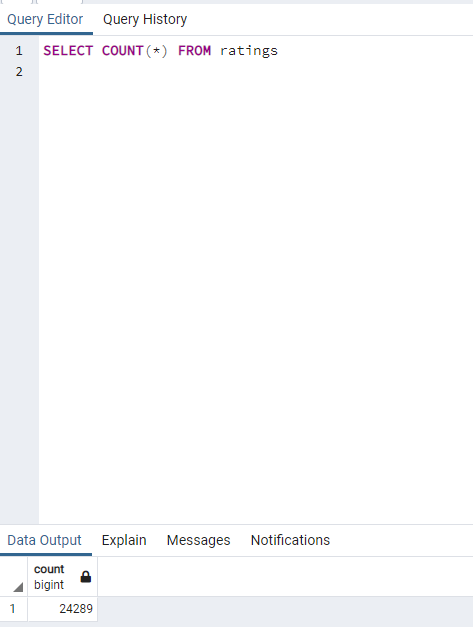 Query Editor Query History
1 SELECT COUNT(*) FROM ratings
2
Data Output Explain Messages Notifications
count
bigint
1 24289